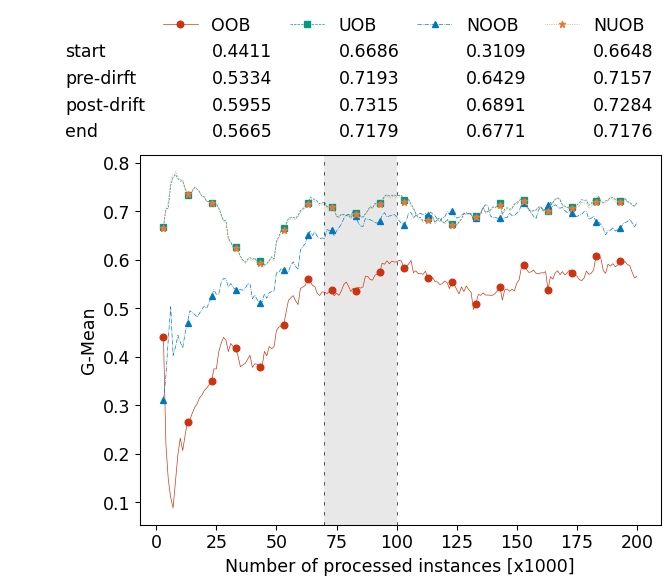 OOB UOB NOOB NUOB
start 0.4411 0.6686 0.3109 0.6648
pre-dirft 0.5334 0.7193 0.6429 0.7157
post-drift 0.5955 0.7315 0.6891 0.7284
end 0.5665 0.7179 0.6771 0.7176
0.8
0.7
0.6
0.5
0.4
0.3
0.2
0.1
G-Mean
0 25 50 75 100 125 150 175 200
Number of processed instances [x1000]